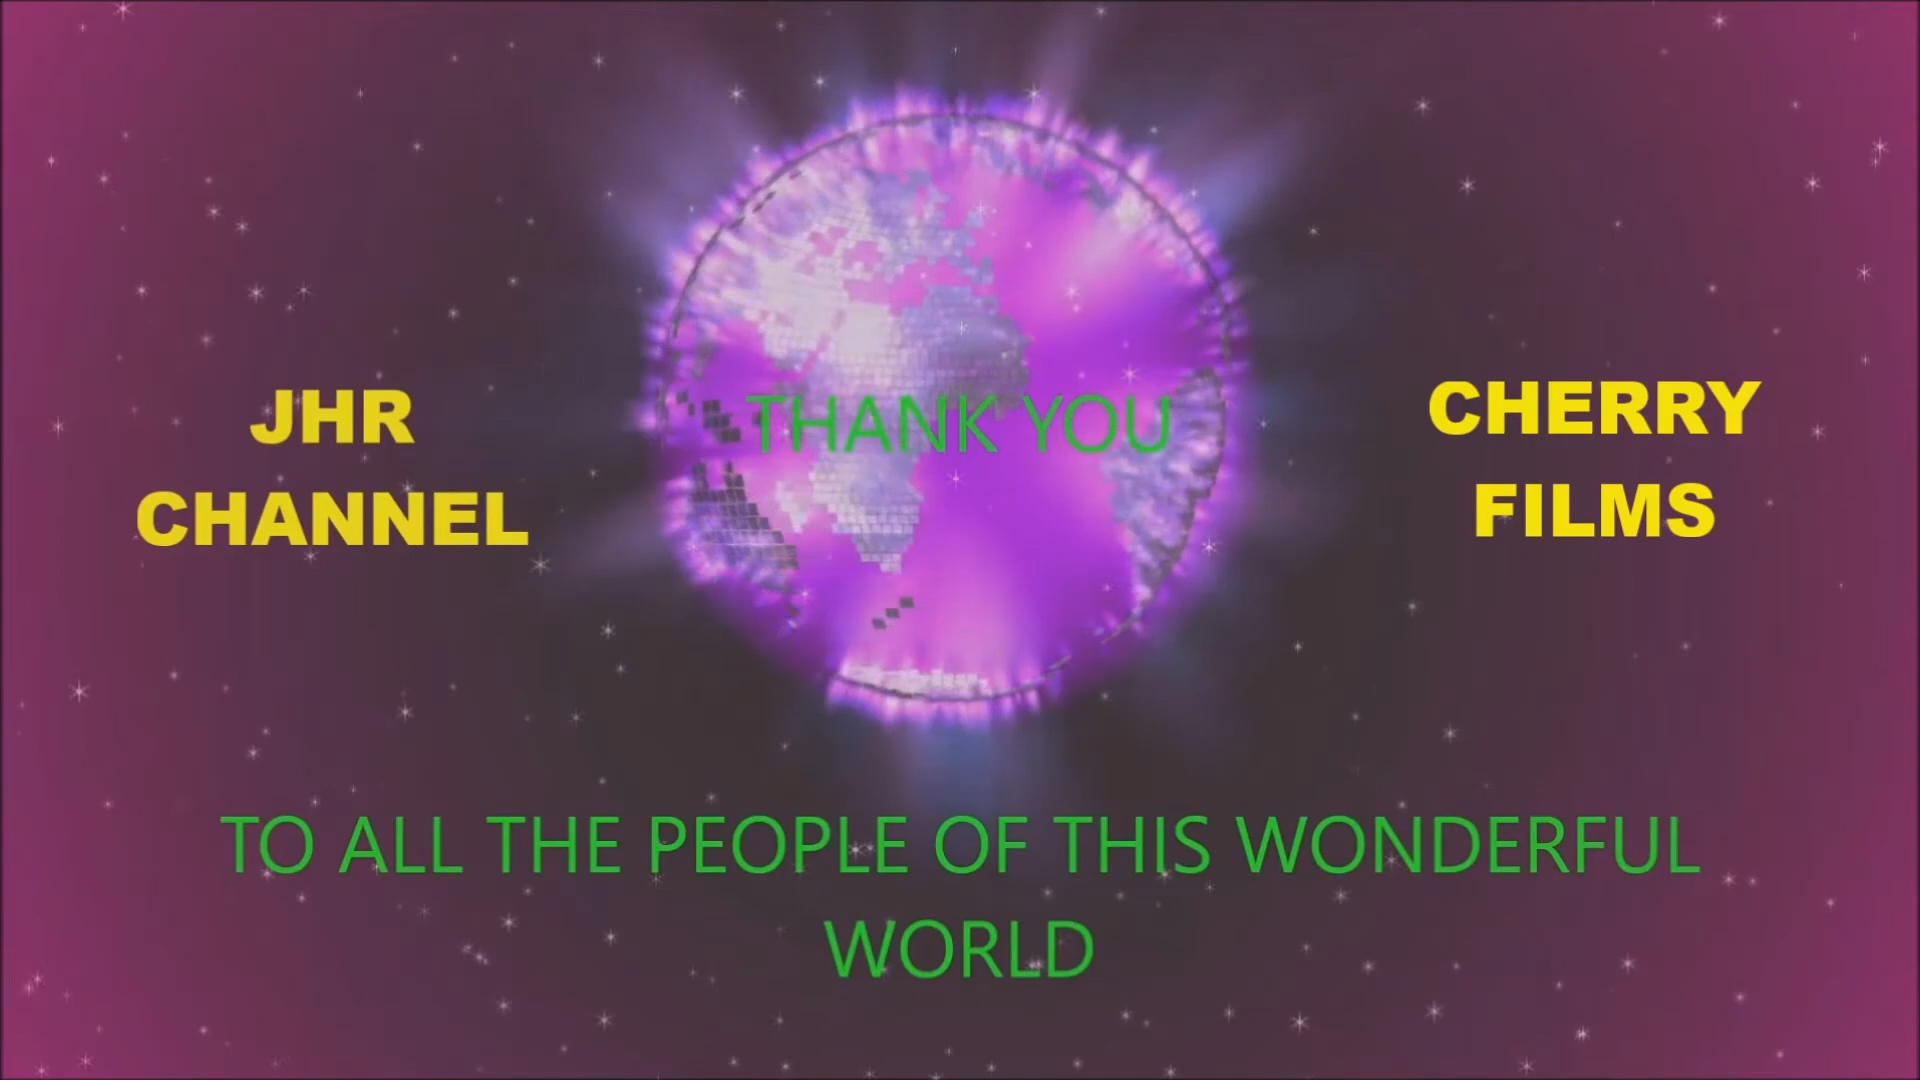 JHR
CHANNEL
THANK YOU
CHERRY
FILMS
TO ALL THE PEOPLE OF THIS WONDERFUL
WORLD